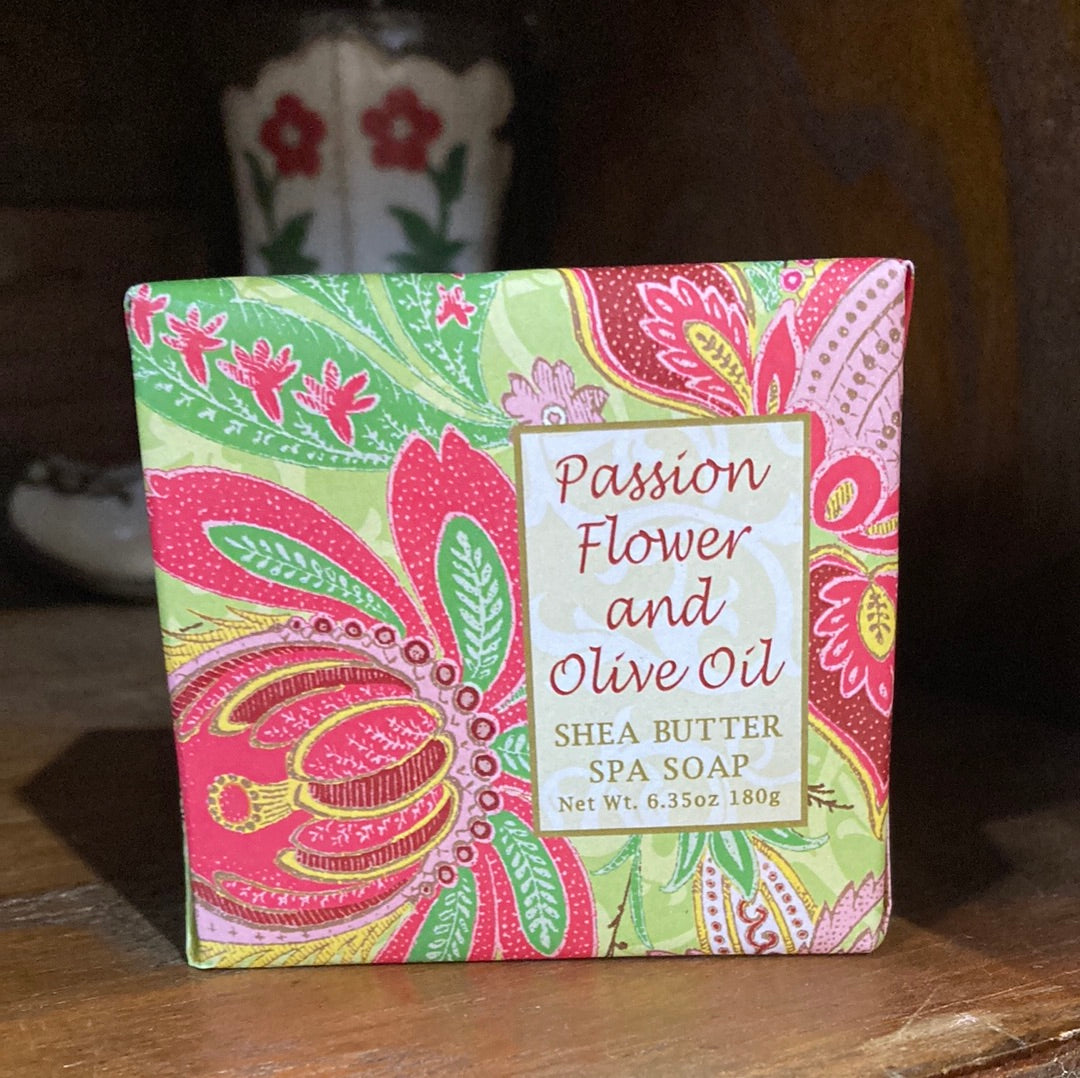 Passion
Flower
and
Olive Oil
SHEA BUTTER
SPA SOAP
Net Wt. 6.35oz 180g